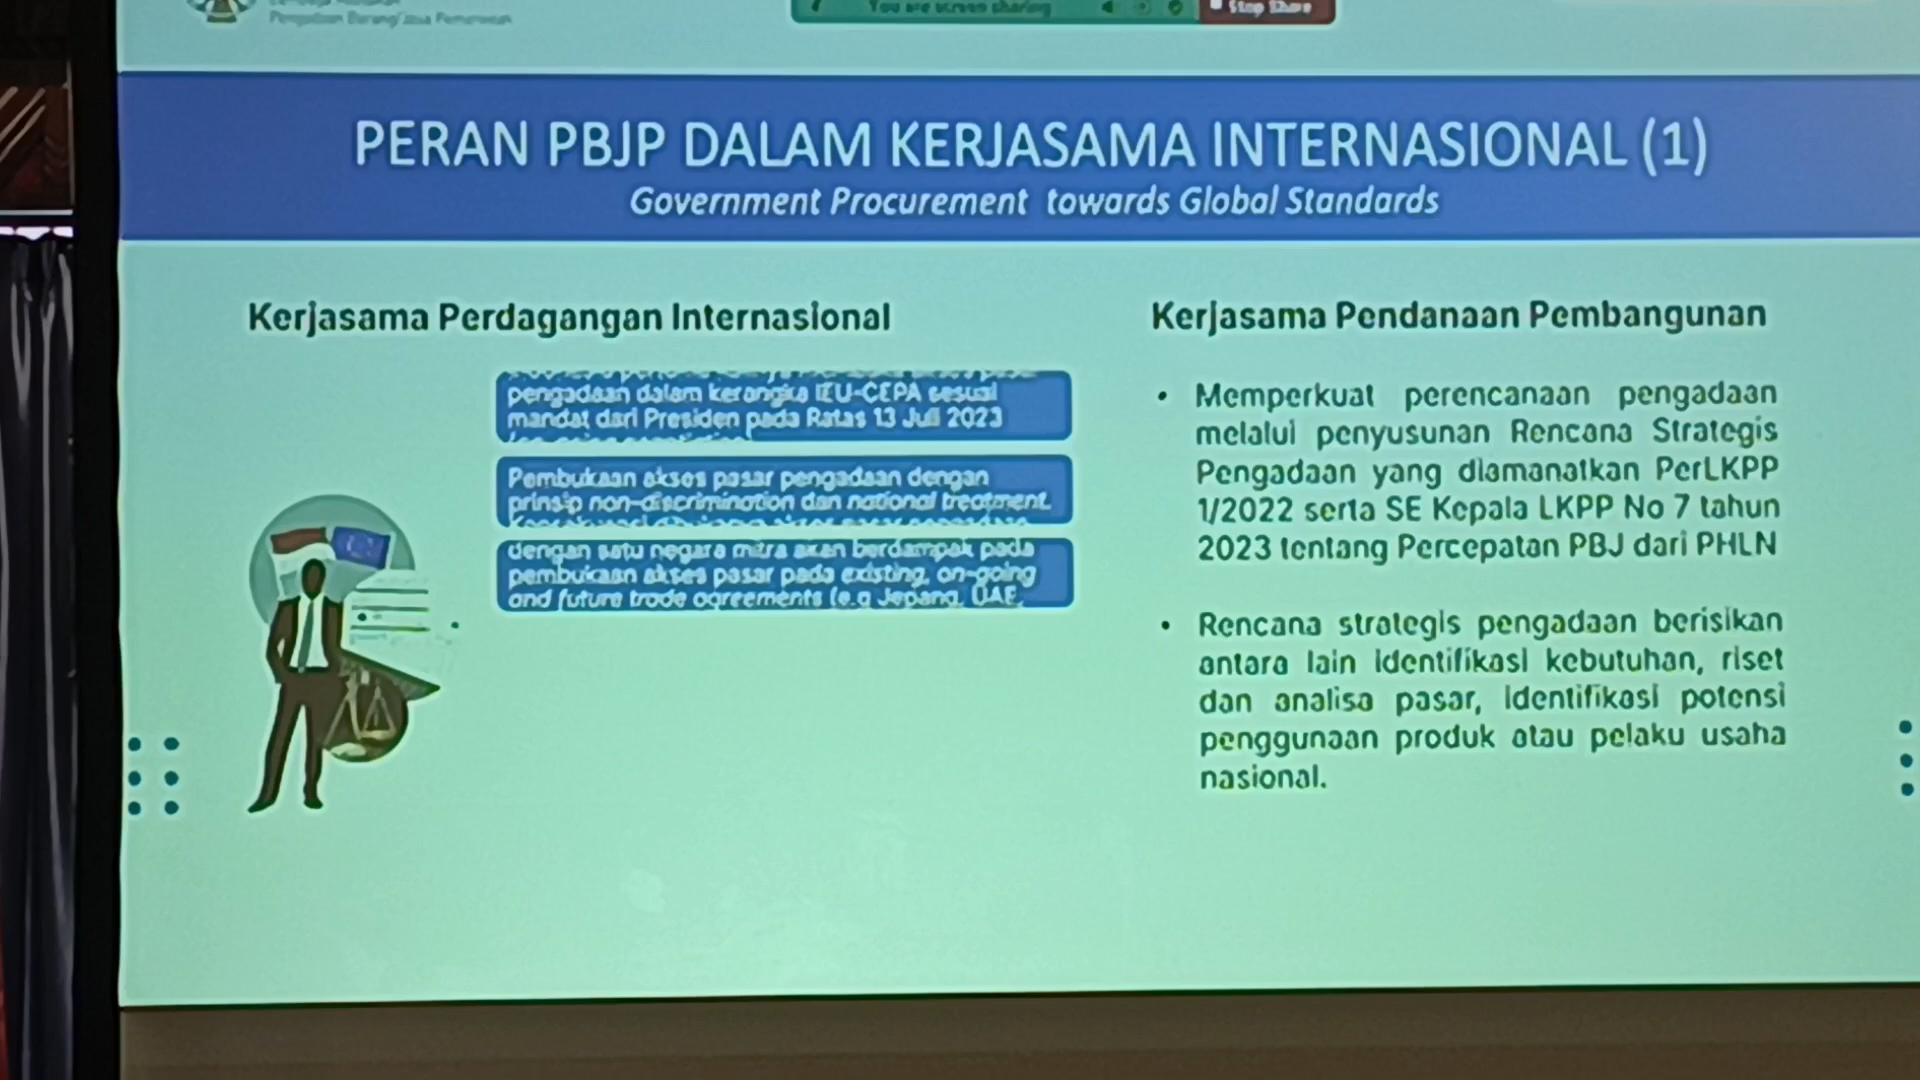 Pengadaan Barang/Jasa Pemerintah
You are screen sharing
Stop Share
PERAN PBJP DALAM KERJASAMA INTERNASIONAL (1)
Government Procurement towards Global Standards
Kerjasama Perdagangan Internasional
pengadaan dalam kerangka IEU-CEPA sesuai
mandat dari Presiden pada Ratas 13 Juli 2023
Pembukaan akses pasar pengadaan dengan
prinsip non-discrimination dan national treatment.
dengan satu negara mitra akan berdampak pada
pembukaan akses pasar pada existing, on-going
and future trade agreements (e.g Jepang, UAE,
Kerjasama Pendanaan Pembangunan
• Memperkuat perencanaan pengadaan
melalui penyusunan Rencana Strategis
Pengadaan yang diamanatkan PerLKPP
1/2022 serta SE Kepala LKPP No 7 tahun
2023 tentang Percepatan PBJ dari PHLN
• Rencana strategis pengadaan berisikan
antara lain identifikasi kebutuhan, riset
dan analisa pasar, identifikasi potensi
penggunaan produk atau pelaku usaha
nasional.